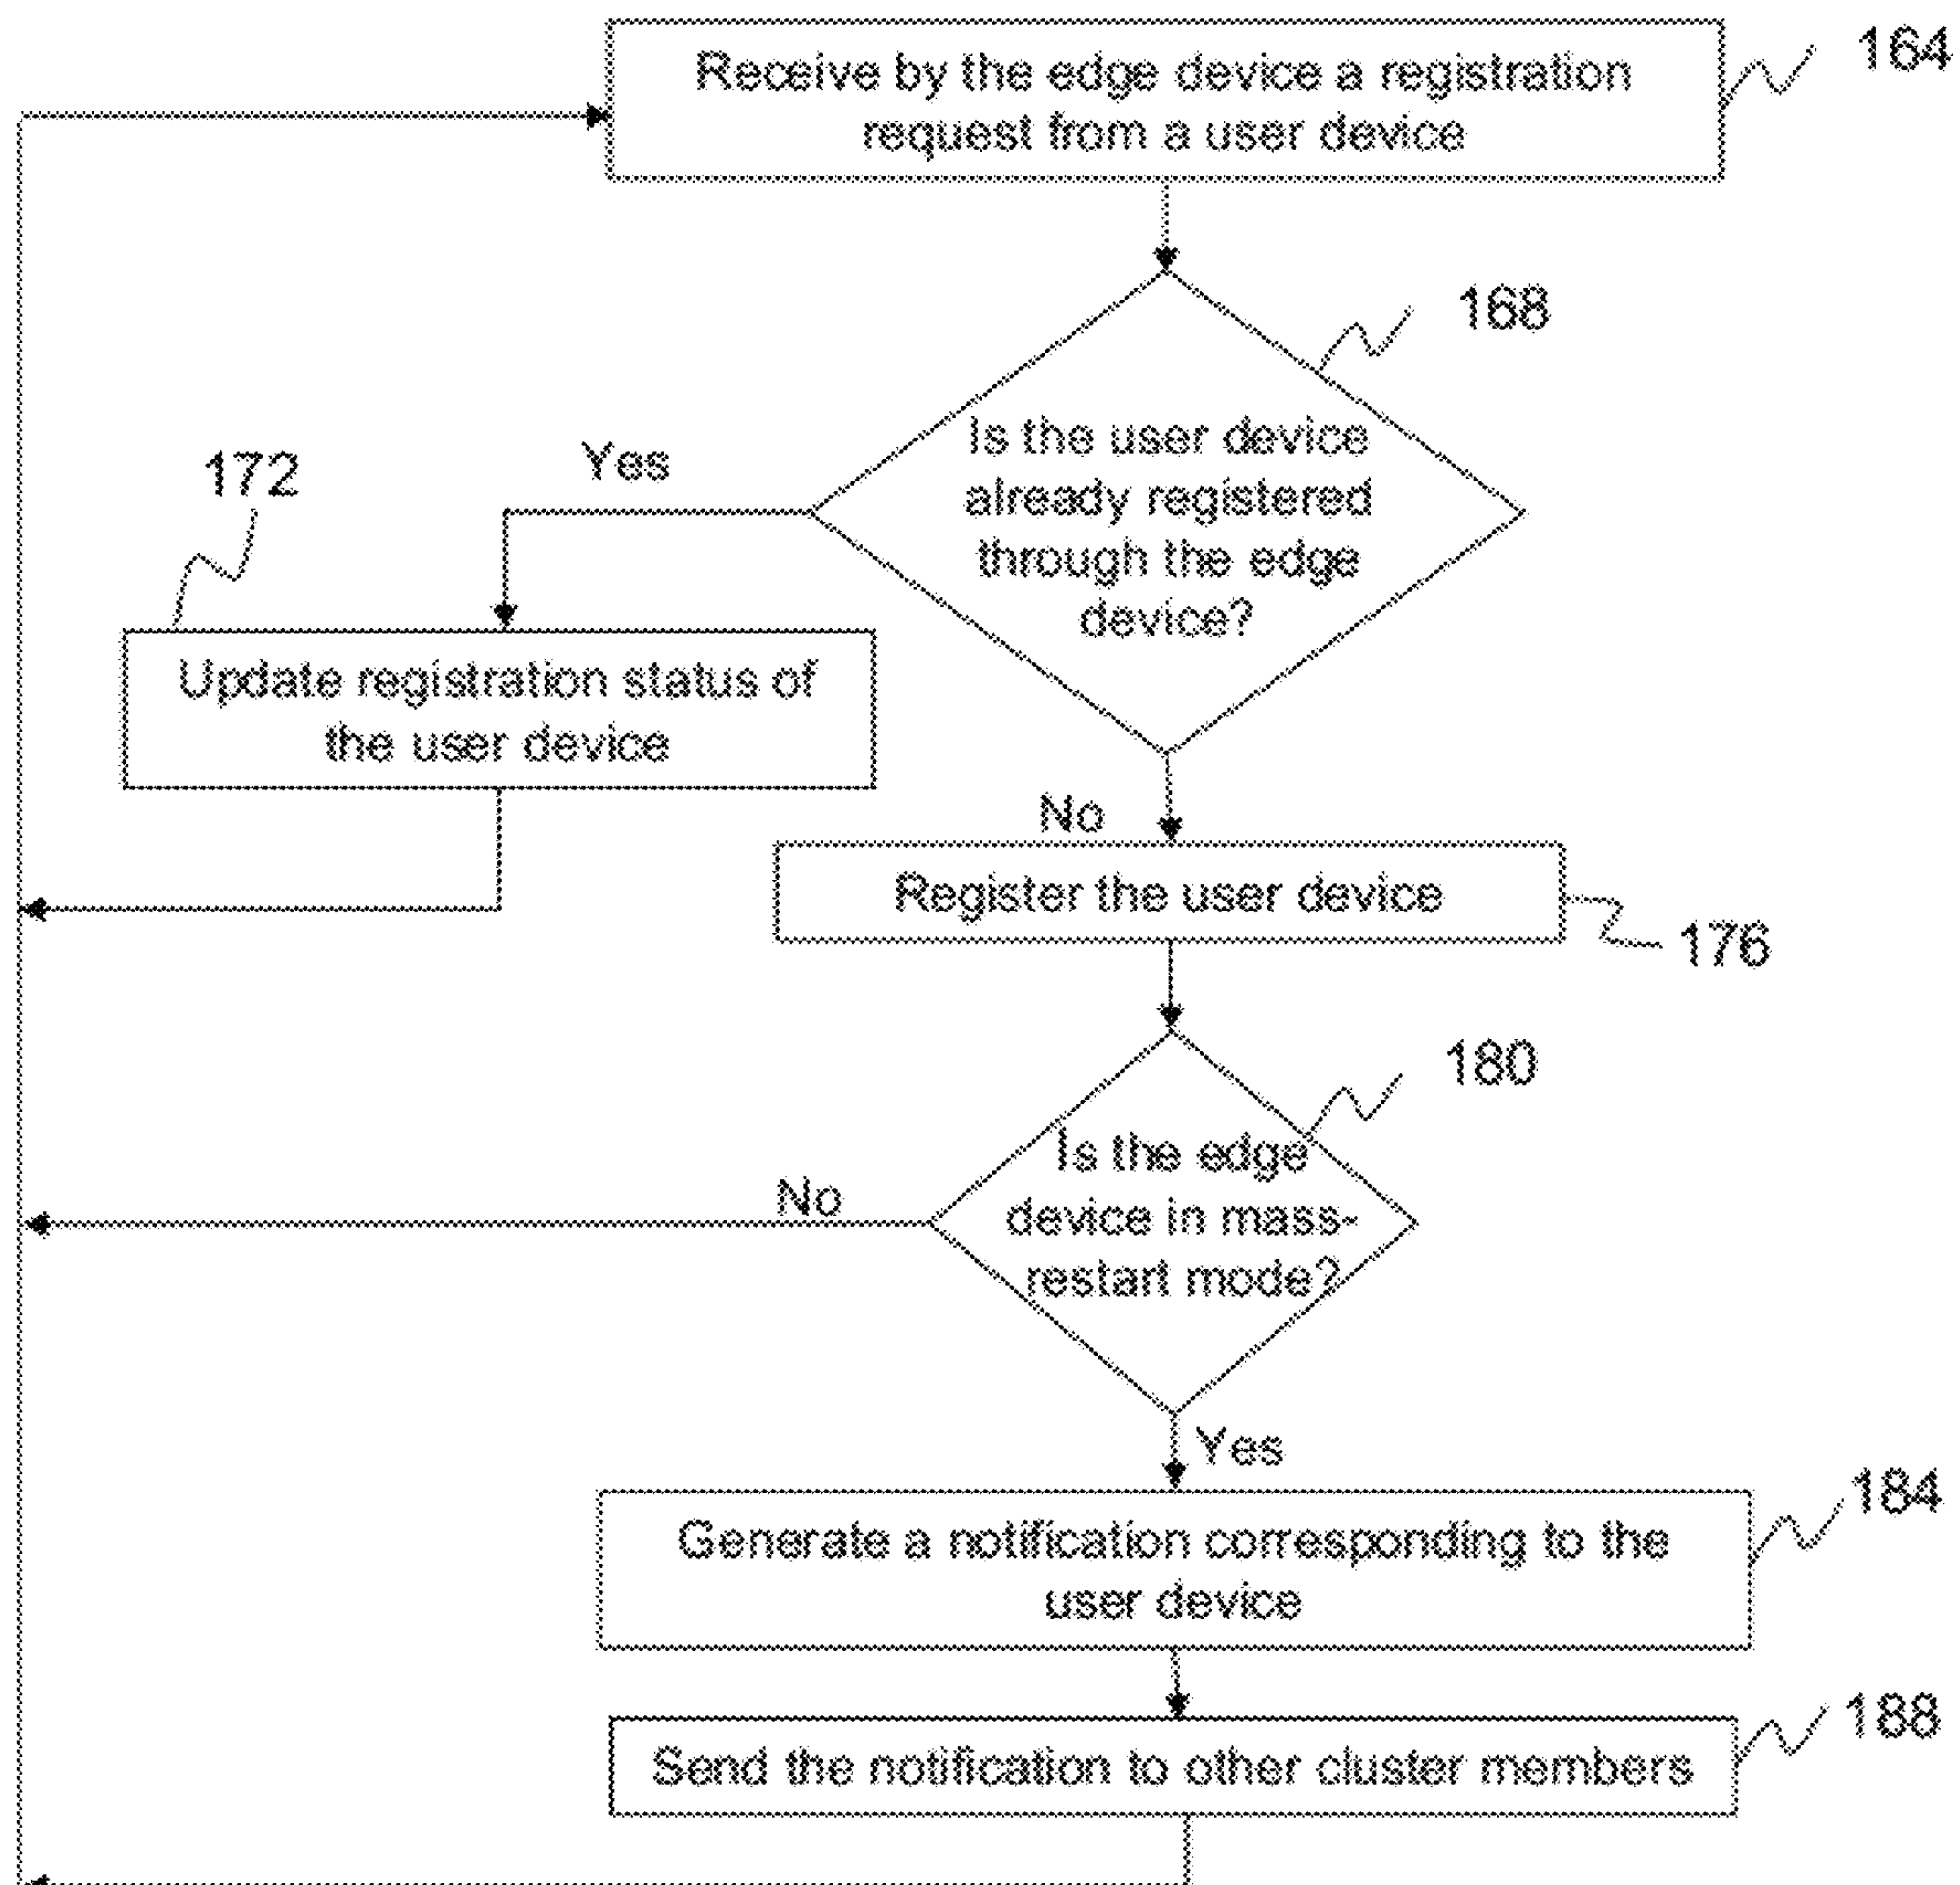 Receive by the edge device a registration
request from a user device
164
168
Is the user device
already registered
through the edge
device?
Yes
172
Update registration status of
the user device
No
Register the user device
176
180
Is the edge
device in mass-
restart mode?
No
Yes
184
Generate a notification corresponding to the
user device
188
Send the notification to other cluster members